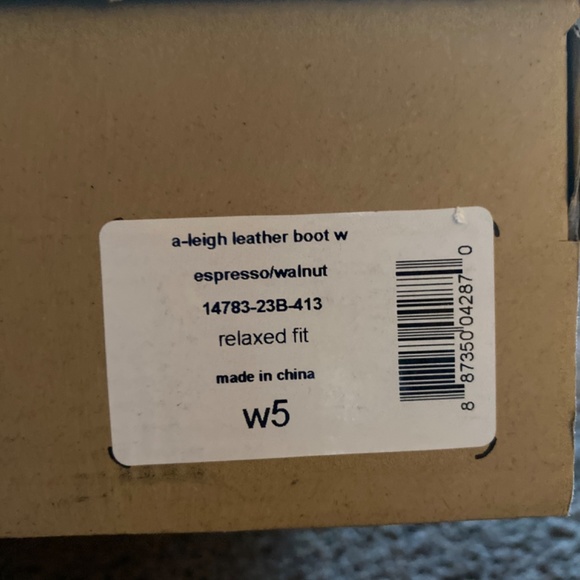 a-leigh leather boot w
espresso/walnut
14783-23B-413
relaxed fit
made in china
w5
8 87350 04287 0